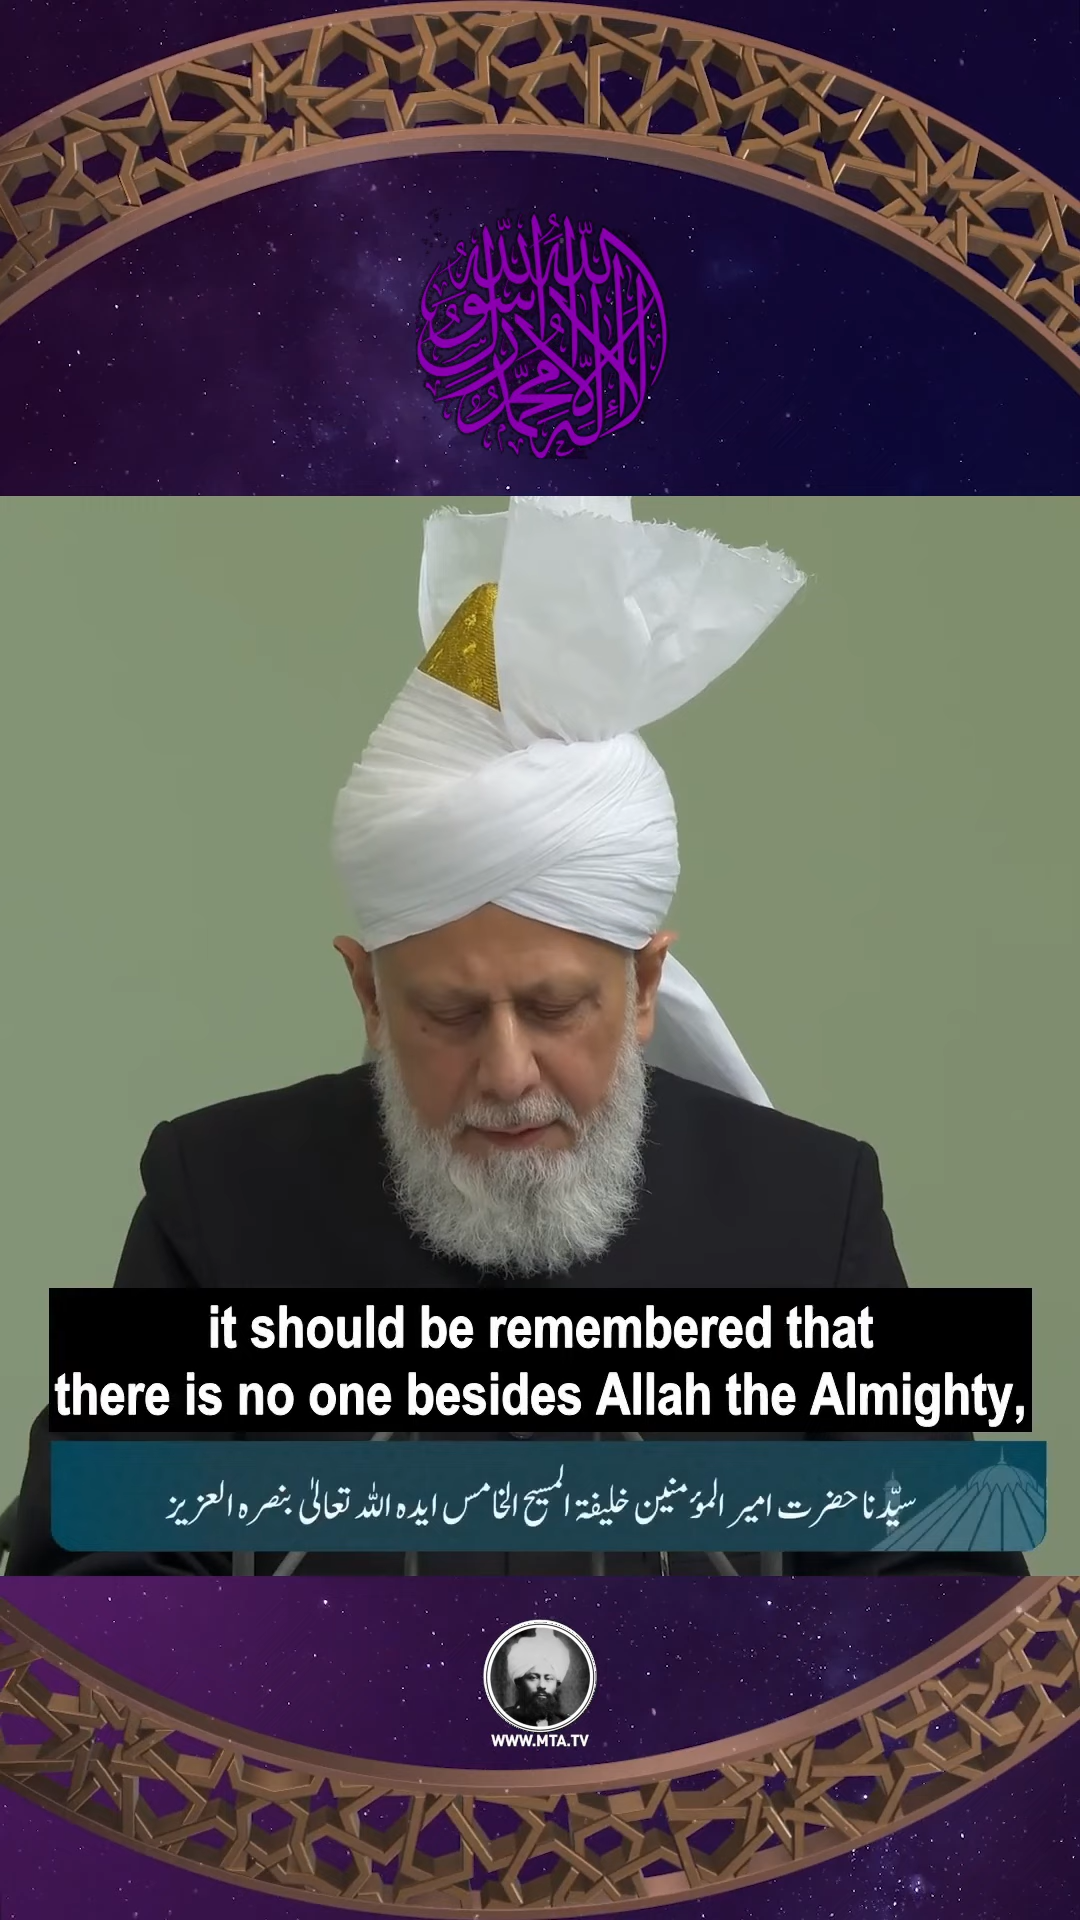 لا إله إلا الله محمد رسول الله
it should be remembered that
there is no one besides Allah the Almighty,
سیّدنا حضرت امیر المؤمنین خلیفۃ المسیح الخامس ایدہ اللہ تعالیٰ بنصرہ العزیز
WWW.MTA.TV